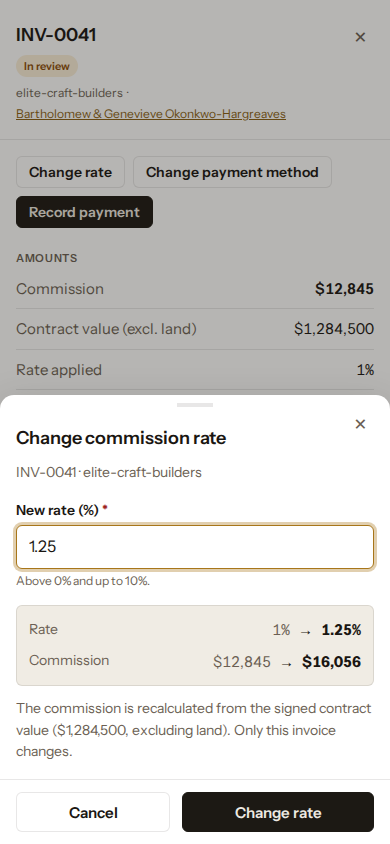 INV-0041
×
In review
elite-craft-builders ·
Bartholomew & Genevieve Okonkwo-Hargreaves
Change rate
Change payment method
Record payment
AMOUNTS
Commission $12,845
Contract value (excl. land) $1,284,500
Rate applied 1%
×
Change commission rate
INV-0041 · elite-craft-builders
New rate (%) *
1.25
Above 0% and up to 10%.
Rate 1% → 1.25%
Commission $12,845 → $16,056
The commission is recalculated from the signed contract
value ($1,284,500, excluding land). Only this invoice
changes.
Cancel
Change rate